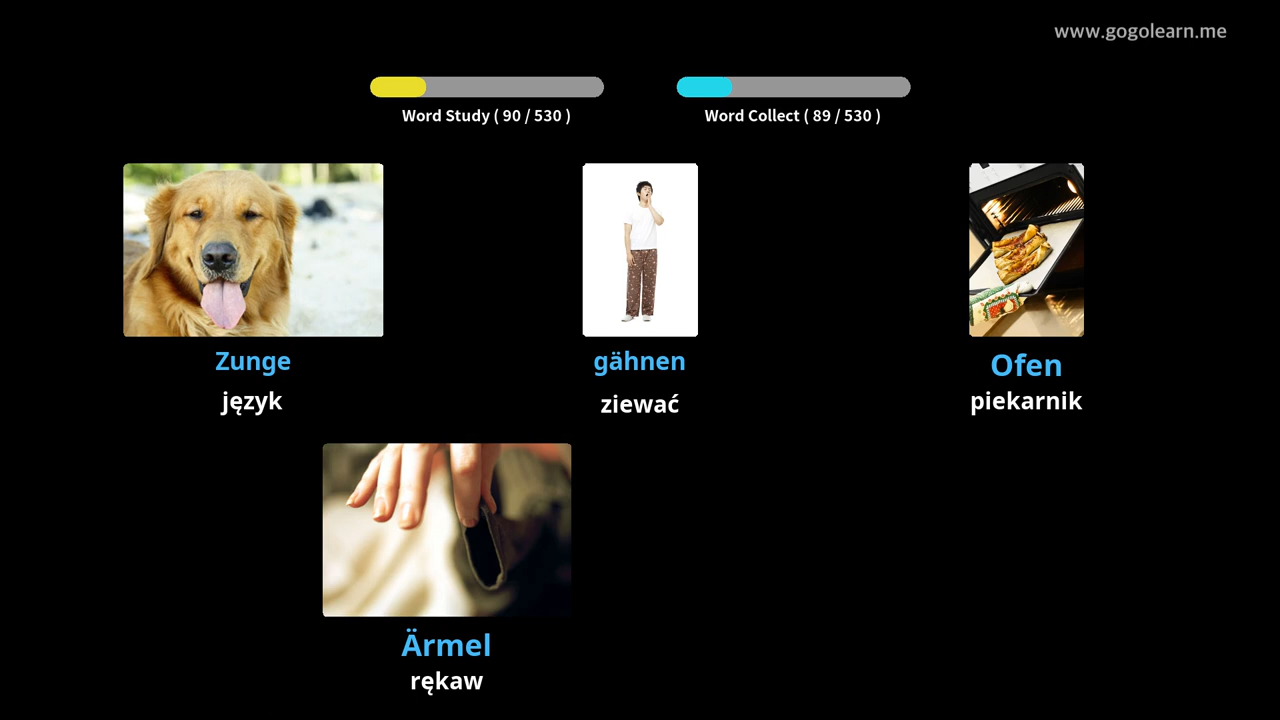 www.gogolearn.me
Word Study ( 90 / 530 )
Word Collect ( 89 / 530 )
Zunge
język
gähnen
ziewać
Ofen
piekarnik
Ärmel
rękaw